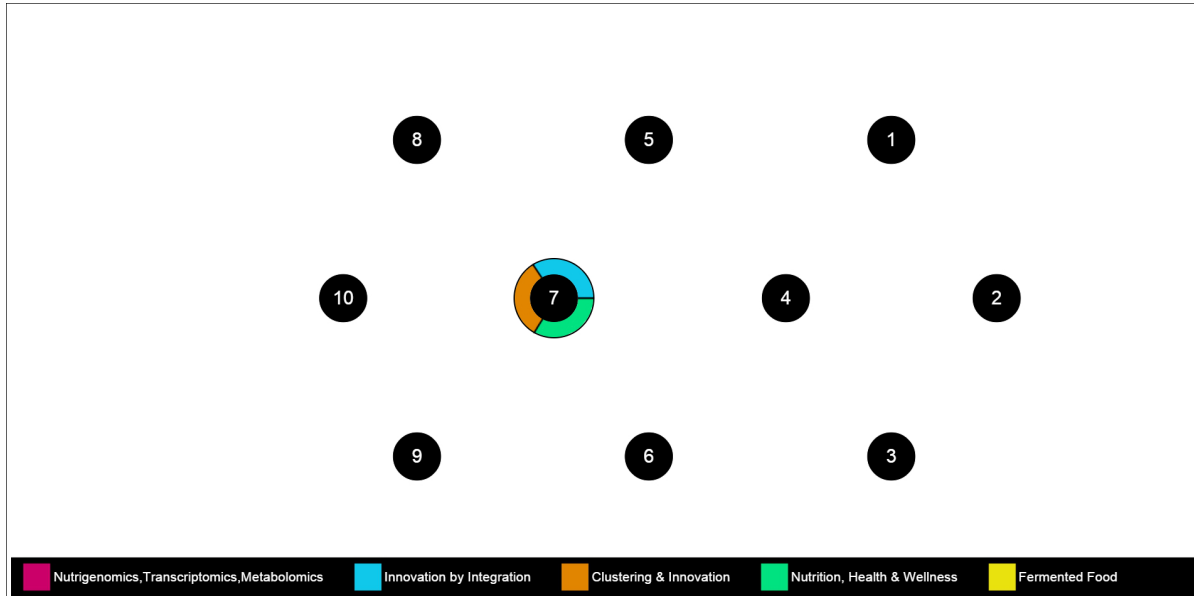 8 5 1
10 7 4 2
9 6 3
Nutrigenomics,Transcriptomics,Metabolomics Innovation by Integration Clustering & Innovation Nutrition, Health & Wellness Fermented Food